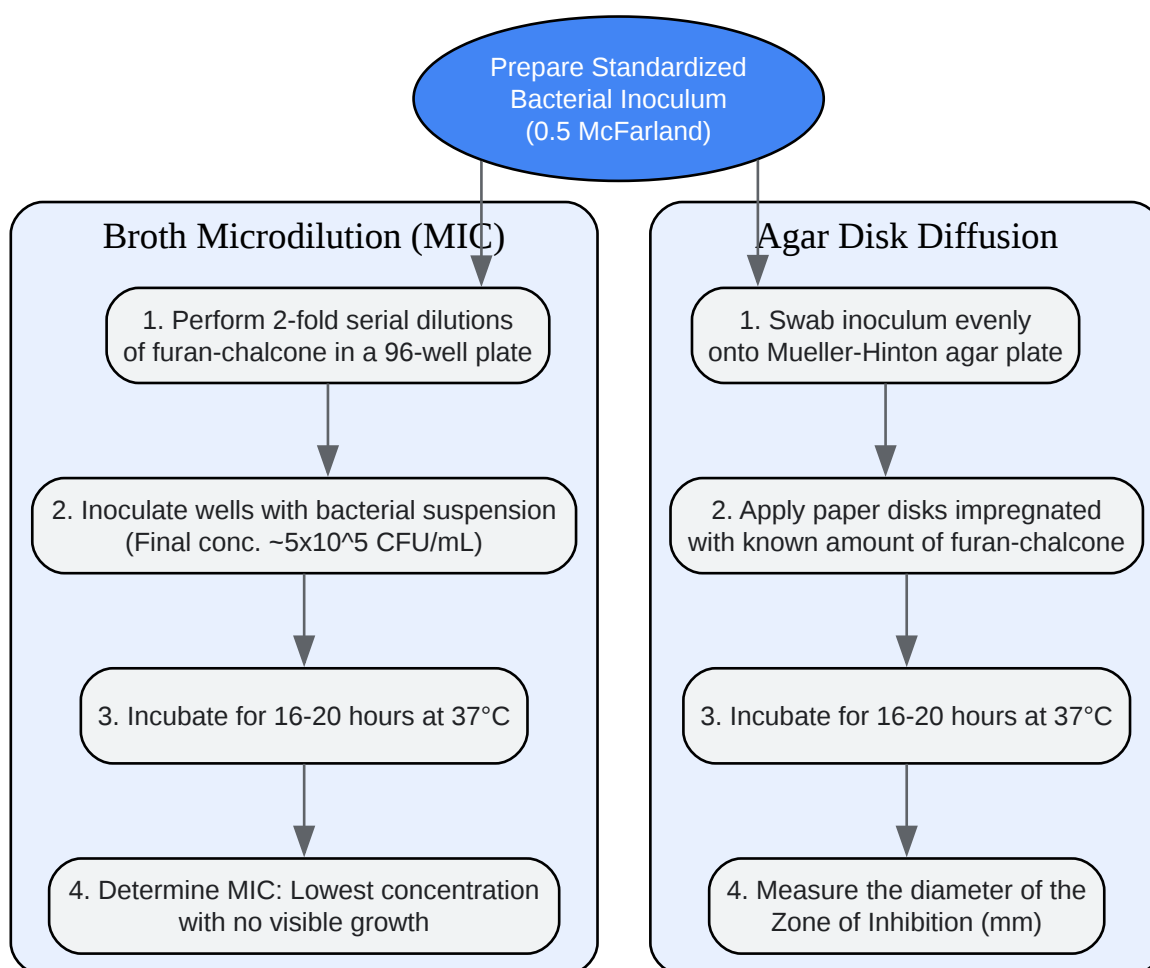 Prepare Standardized
Bacterial Inoculum
(0.5 McFarland)
Broth Microdilution (MIC)
1. Perform 2-fold serial dilutions
of furan-chalcone in a 96-well plate
2. Inoculate wells with bacterial suspension
(Final conc. ~5x10^5 CFU/mL)
3. Incubate for 16-20 hours at 37°C
4. Determine MIC: Lowest concentration
with no visible growth
Agar Disk Diffusion
1. Swab inoculum evenly
onto Mueller-Hinton agar plate
2. Apply paper disks impregnated
with known amount of furan-chalcone
3. Incubate for 16-20 hours at 37°C
4. Measure the diameter of the
Zone of Inhibition (mm)